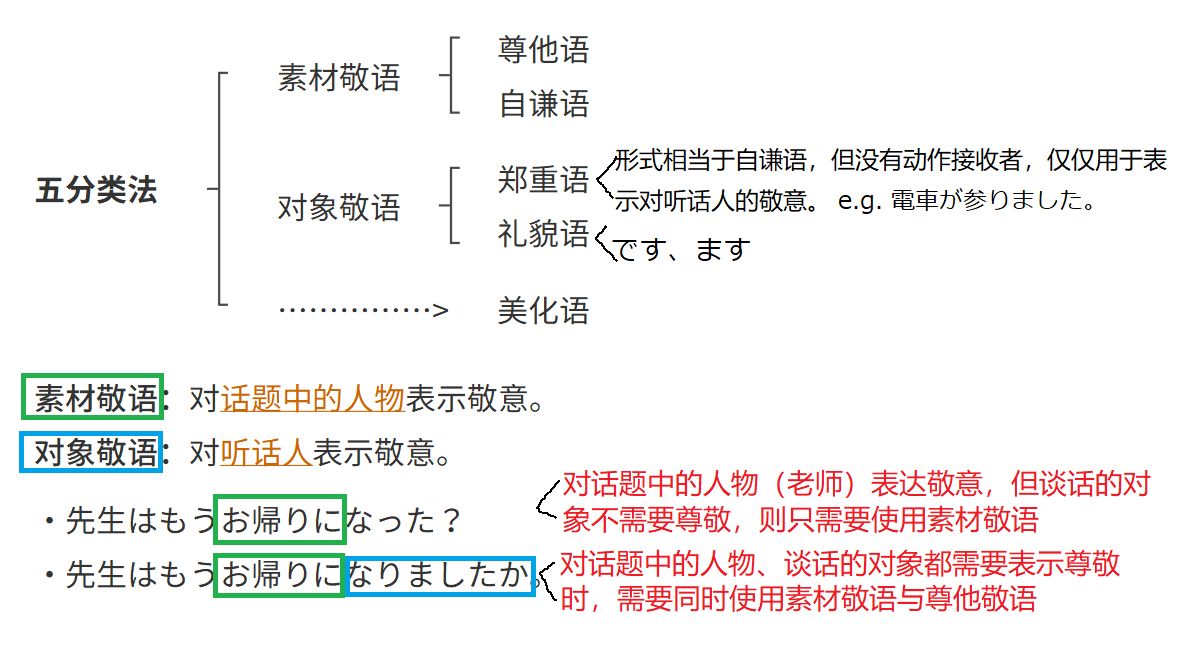 尊他语
素材敬语
自谦语
五分类法
形式相当于自谦语，但没有动作接收者，仅仅用于表
郑重语
示对听话人的敬意。 e.g. 電車が参りました。
对象敬语
礼貌语
です、ます
……………>
美化语
素材敬语：对话题中的人物表示敬意。
对象敬语：对听话人表示敬意。
・先生はもうお帰りになった？
对话题中的人物（老师）表达敬意，但谈话的对
象不需要尊敬，则只需要使用素材敬语
・先生はもうお帰りになりましたか。
对话题中的人物、谈话的对象都需要表示尊敬
时，需要同时使用素材敬语与尊他敬语